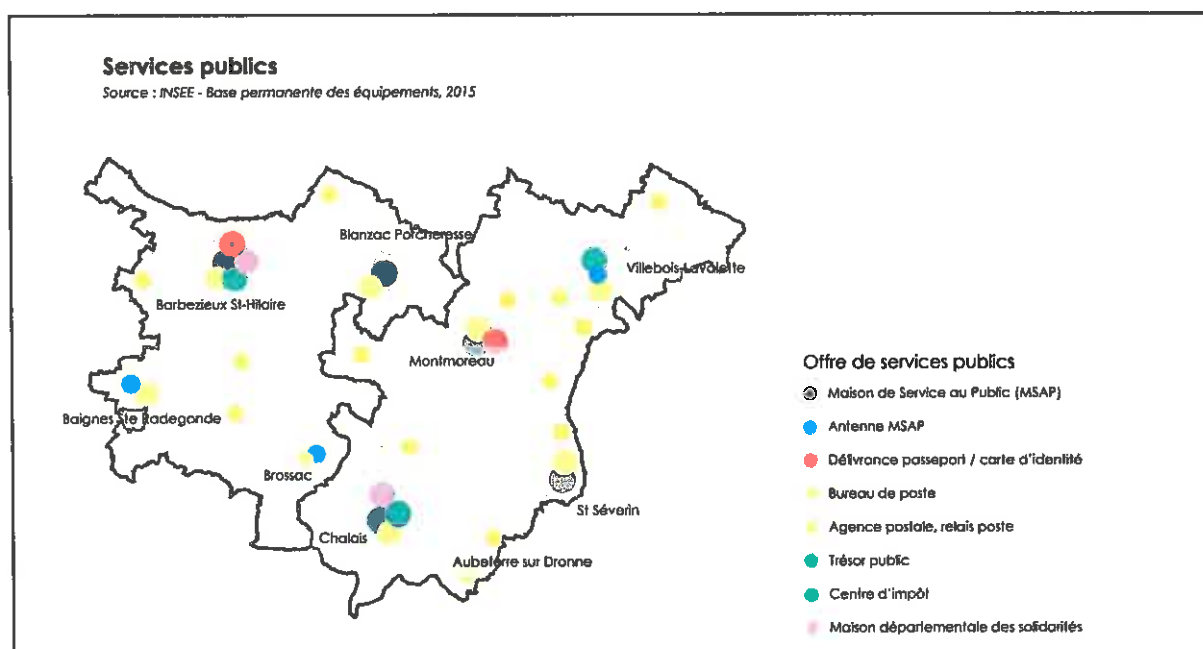 Services publics
Source : INSEE - Base permanente des équipements, 2015
Blanzac Porcheresse
Villebois-Lavalette
Barbezieux St-Hilaire
Montmoreau
Baignes Ste Radegonde
Brossac
St Séverin
Chalais
Aubeterre sur Dronne
Offre de services publics
Maison de Service au Public (MSAP)
Antenne MSAP
Délivrance passeport / carte d'identité
Bureau de poste
Agence postale, relais poste
Trésor public
Centre d'impôt
Maison départementale des solidarités